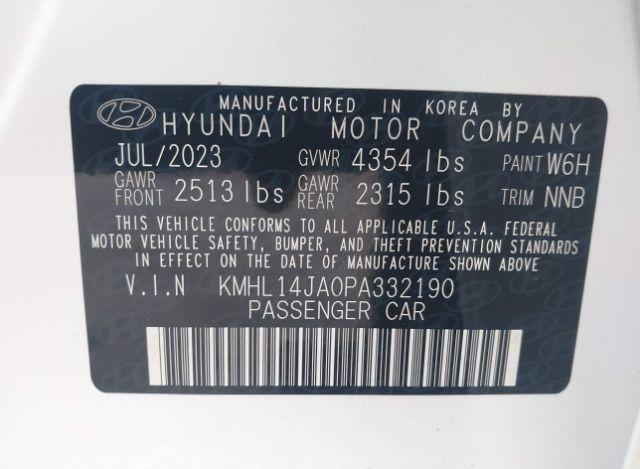 MANUFACTURED IN KOREA BY
HYUNDAI MOTOR COMPANY
JUL/2023 GVWR 4354 lbs PAINT W6H
GAWR FRONT 2513 lbs GAWR REAR 2315 lbs TRIM NNB
THIS VEHICLE CONFORMS TO ALL APPLICABLE U.S.A. FEDERAL
MOTOR VEHICLE SAFETY, BUMPER, AND THEFT PREVENTION STANDARDS
IN EFFECT ON THE DATE OF MANUFACTURE SHOWN ABOVE.
V.I.N KMHL14JA0PA332190
PASSENGER CAR